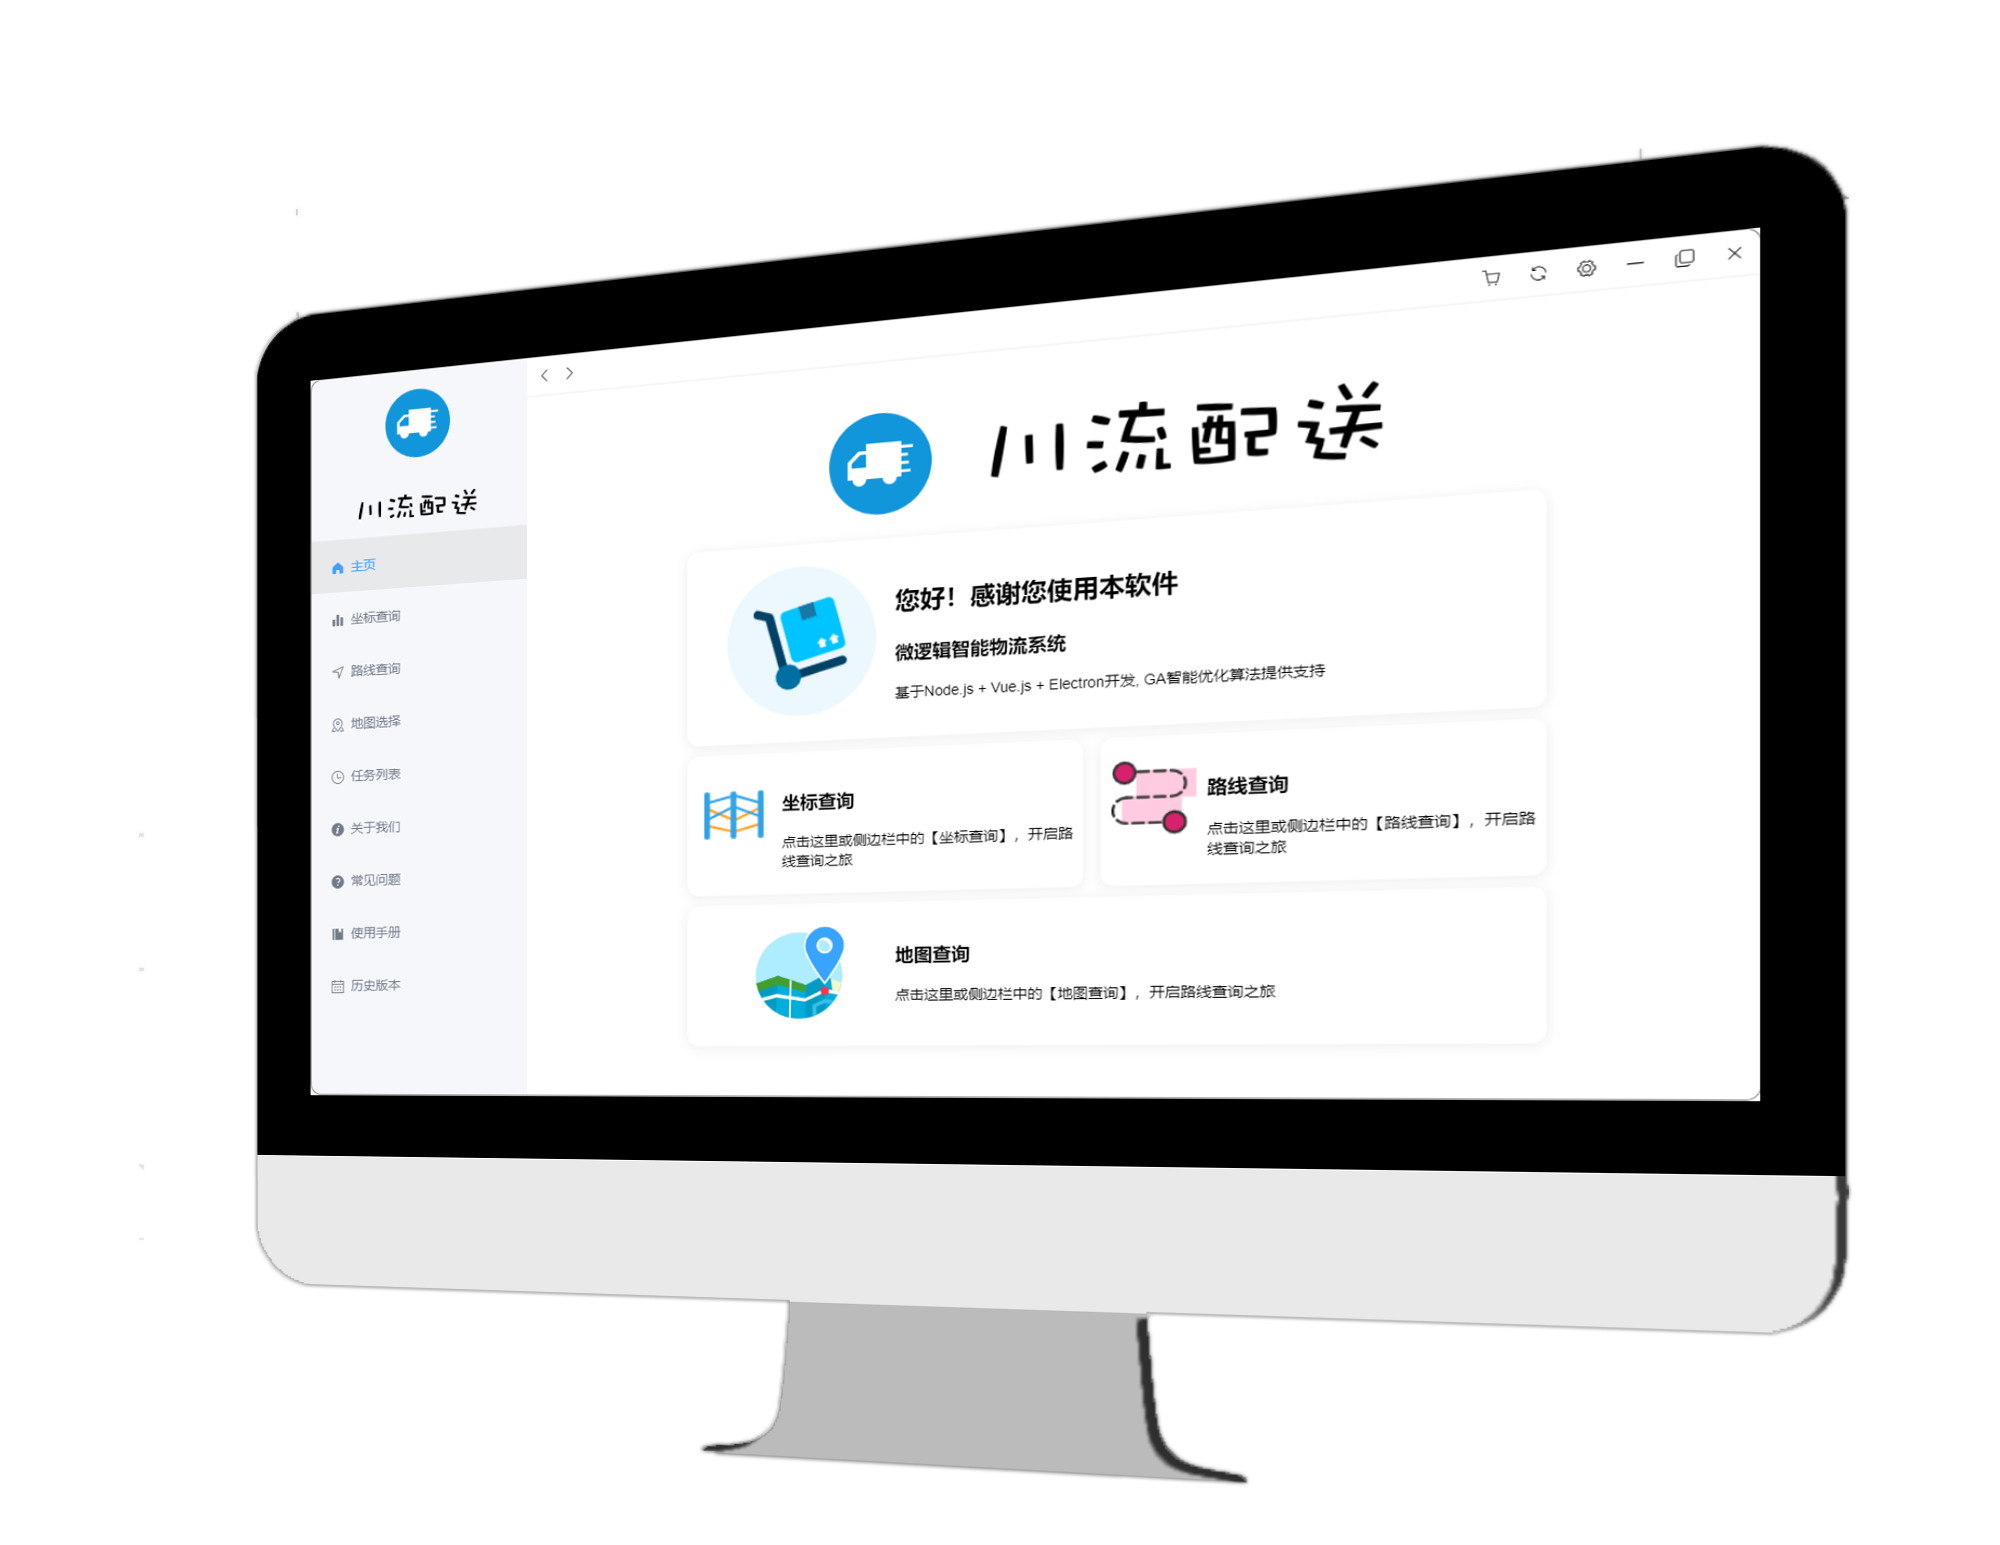 川流配送
主页
坐标查询
路线查询
地图选择
任务列表
关于我们
常见问题
使用手册
历史版本
川流配送
您好！感谢您使用本软件
微逻辑智能物流系统
基于Node.js + Vue.js + Electron开发, GA智能优化算法提供支持
坐标查询
点击这里或侧边栏中的【坐标查询】，开启路
线查询之旅
路线查询
点击这里或侧边栏中的【路线查询】，开启路
线查询之旅
地图查询
点击这里或侧边栏中的【地图查询】，开启路线查询之旅